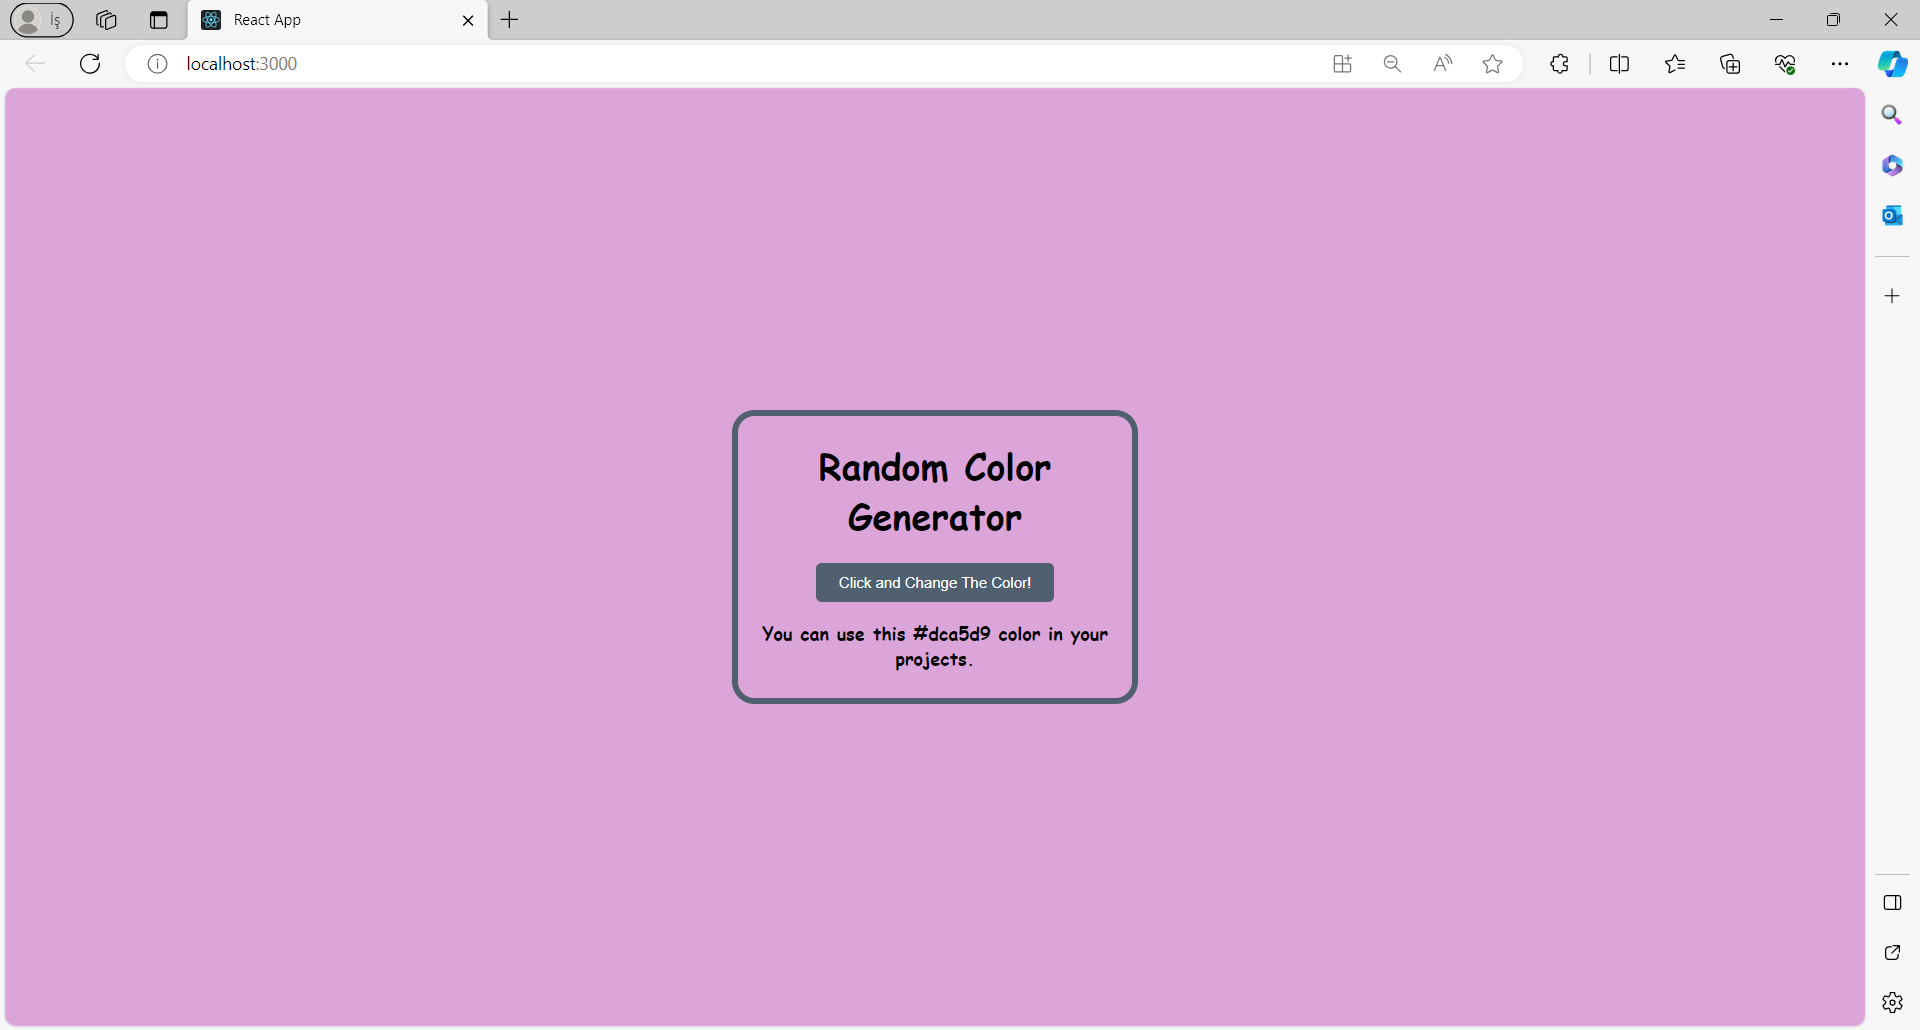 İş
React App
localhost:3000
Random Color
Generator
Click and Change The Color!
You can use this #dca5d9 color in your
projects.